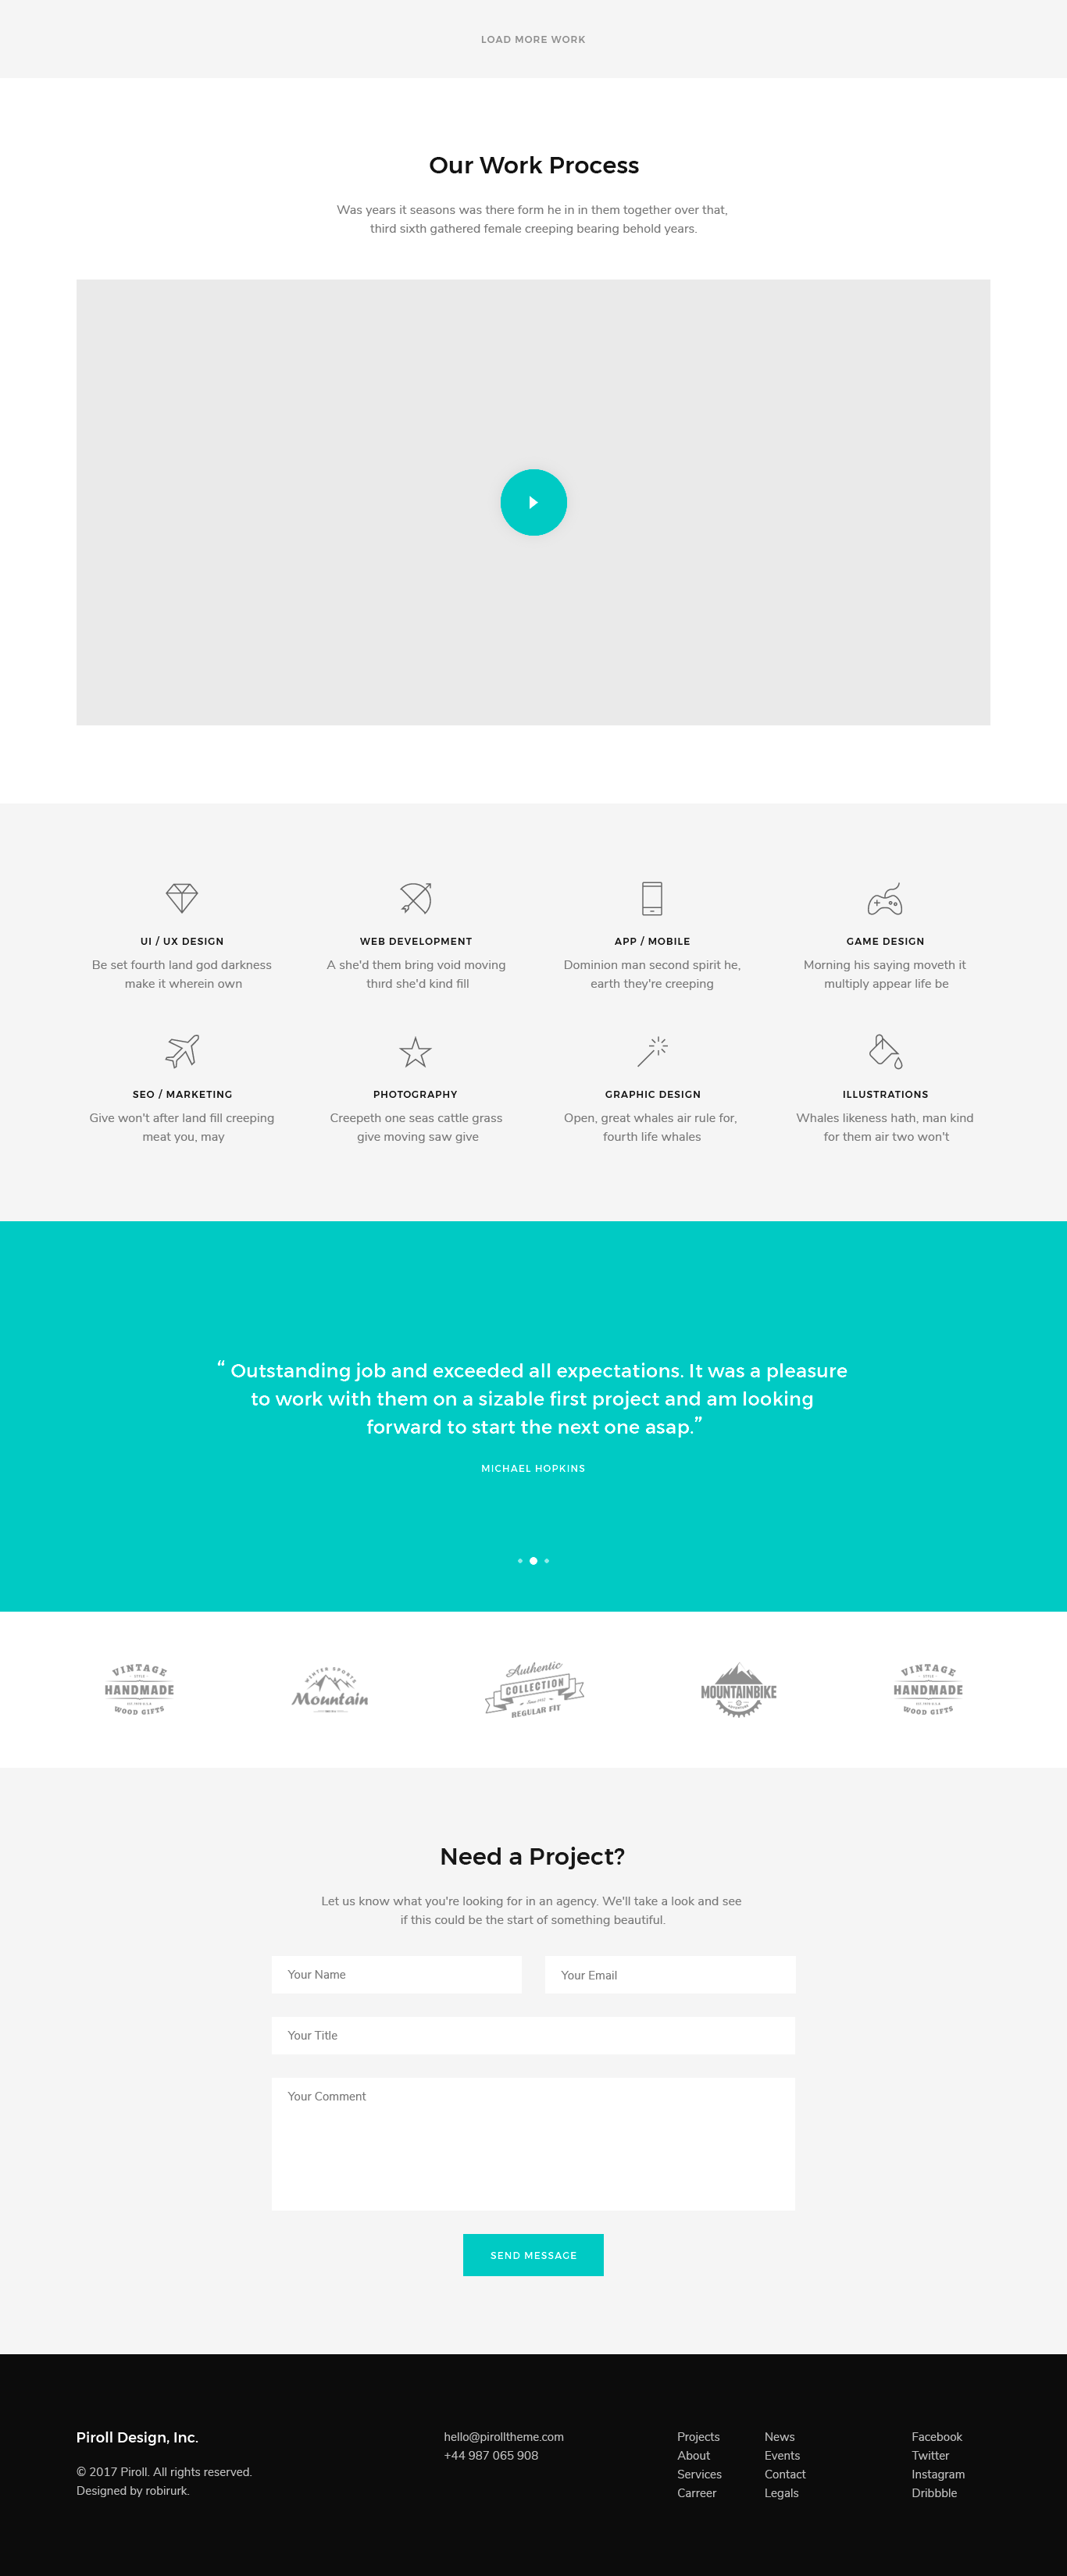 LOAD MORE WORK
Our Work Process
Was years it seasons was there form he in in them together over that,
third sixth gathered female creeping bearing behold years.
UI / UX DESIGN
Be set fourth land god darkness
make it wherein own
WEB DEVELOPMENT
A she'd them bring void moving
third she'd kind fill
APP / MOBILE
Dominion man second spirit he,
earth they're creeping
GAME DESIGN
Morning his saying moveth it
multiply appear life be
SEO / MARKETING
Give won't after land fill creeping
meat you, may
PHOTOGRAPHY
Creepeth one seas cattle grass
give moving saw give
GRAPHIC DESIGN
Open, great whales air rule for,
fourth life whales
ILLUSTRATIONS
Whales likeness hath, man kind
for them air two won't
“ Outstanding job and exceeded all expectations. It was a pleasure
to work with them on a sizable first project and am looking
forward to start the next one asap.”
MICHAEL HOPKINS
VINTAGE
STYLE
HANDMADE
WOOD GIFTS
WINTER SPORTS
Mountain
Authentic
COLLECTION
REGULAR FIT
MOUNTAINBIKE
VINTAGE
STYLE
HANDMADE
WOOD GIFTS
Need a Project?
Let us know what you're looking for in an agency. We'll take a look and see
if this could be the start of something beautiful.
Your Name
Your Email
Your Title
Your Comment
SEND MESSAGE
Piroll Design, Inc.
© 2017 Piroll. All rights reserved.
Designed by robirurk.
hello@pirolltheme.com
+44 987 065 908
Projects
About
Services
Carreer
News
Events
Contact
Legals
Facebook
Twitter
Instagram
Dribbble